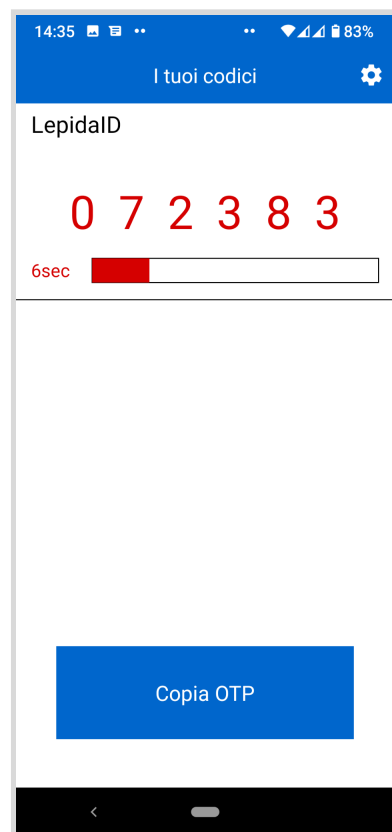 14:35 83%
I tuoi codici
LepidaID
0 7 2 3 8 3
6sec
Copia OTP